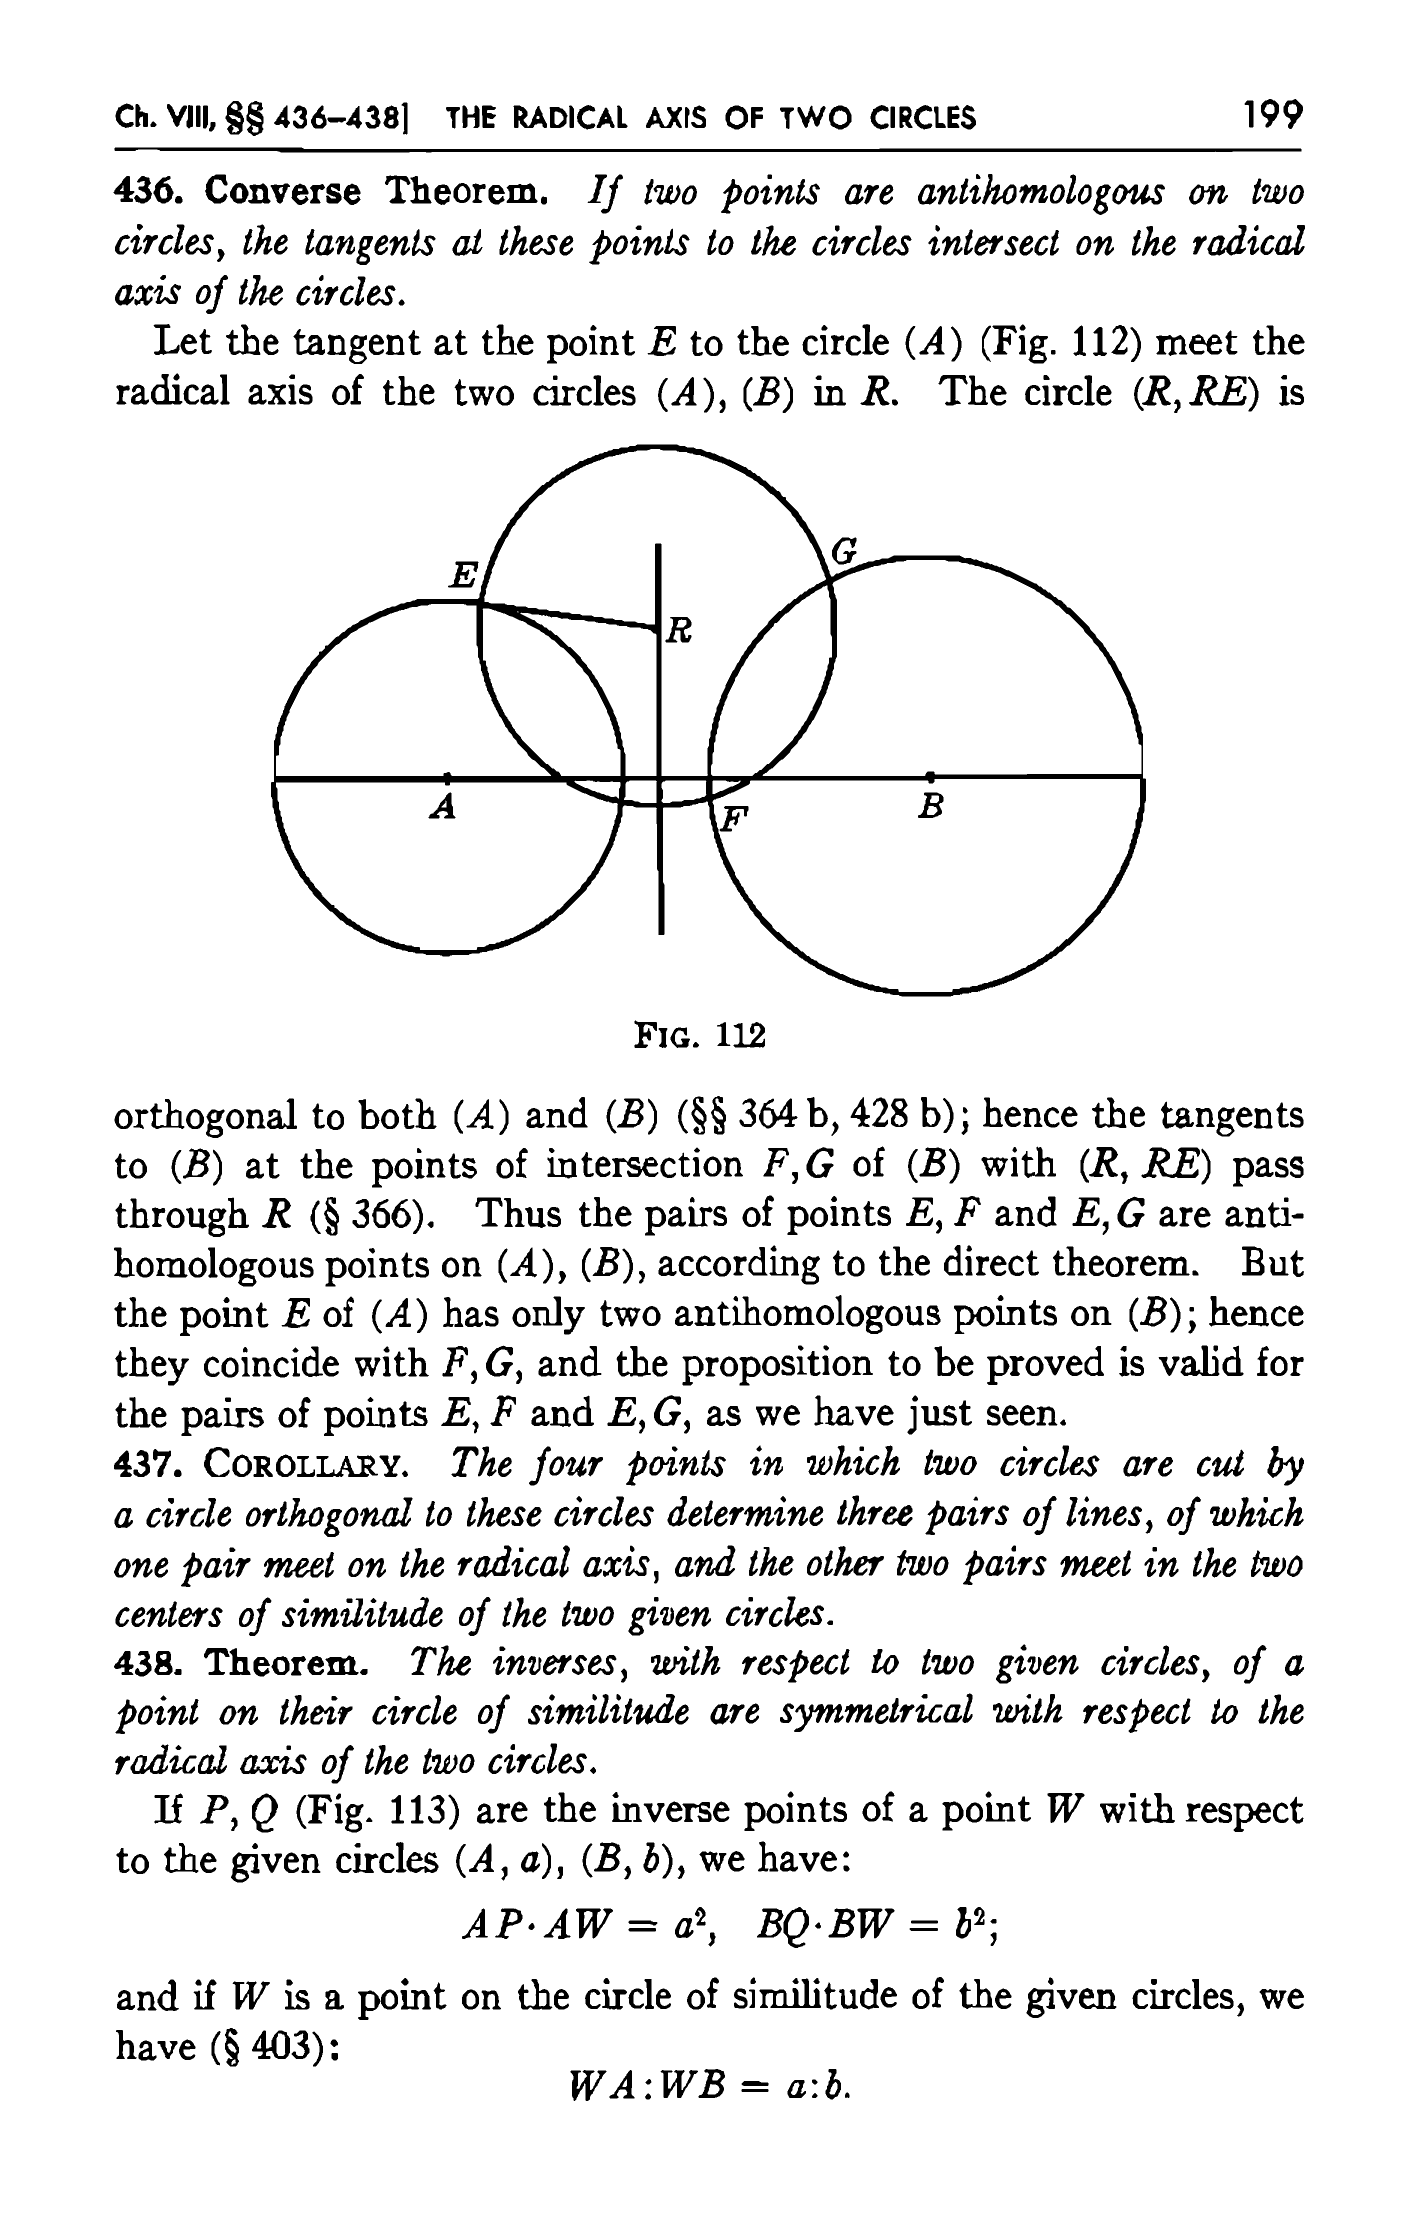 Ch. VIII, §§ 436–438] THE RADICAL AXIS OF TWO CIRCLES 199
436. Converse Theorem. If two points are antihomologous on two
circles, the tangents at these points to the circles intersect on the radical
axis of the circles.
Let the tangent at the point E to the circle (A) (Fig. 112) meet the
radical axis of the two circles (A), (B) in R. The circle (R, RE) is
G
E
R
A
F
B
FIG. 112
orthogonal to both (A) and (B) (§§ 364 b, 428 b); hence the tangents
to (B) at the points of intersection F, G of (B) with (R, RE) pass
through R (§ 366). Thus the pairs of points E, F and E, G are anti-
homologous points on (A), (B), according to the direct theorem. But
the point E of (A) has only two antihomologous points on (B); hence
they coincide with F, G, and the proposition to be proved is valid for
the pairs of points E, F and E, G, as we have just seen.
437. COROLLARY. The four points in which two circles are cut by
a circle orthogonal to these circles determine three pairs of lines, of which
one pair meet on the radical axis, and the other two pairs meet in the two
centers of similitude of the two given circles.
438. Theorem. The inverses, with respect to two given circles, of a
point on their circle of similitude are symmetrical with respect to the
radical axis of the two circles.
If P, Q (Fig. 113) are the inverse points of a point W with respect
to the given circles (A, a), (B, b), we have:
AP·AW = a², BQ·BW = b²;
and if W is a point on the circle of similitude of the given circles, we
have (§ 403):
WA:WB = a:b.